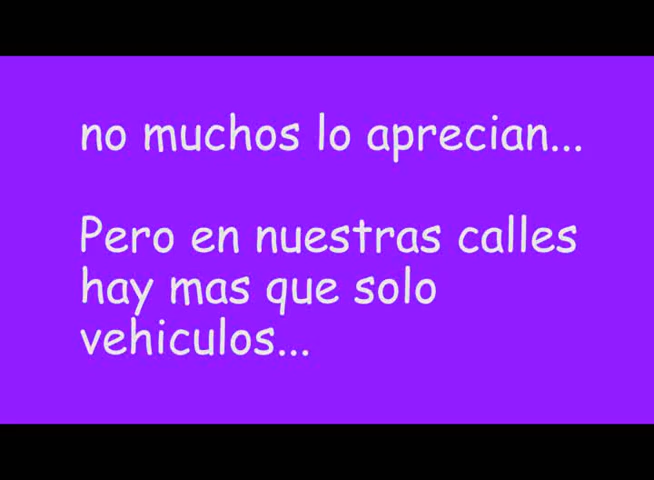 no muchos lo aprecian...
Pero en nuestras calles
hay mas que solo
vehiculos...